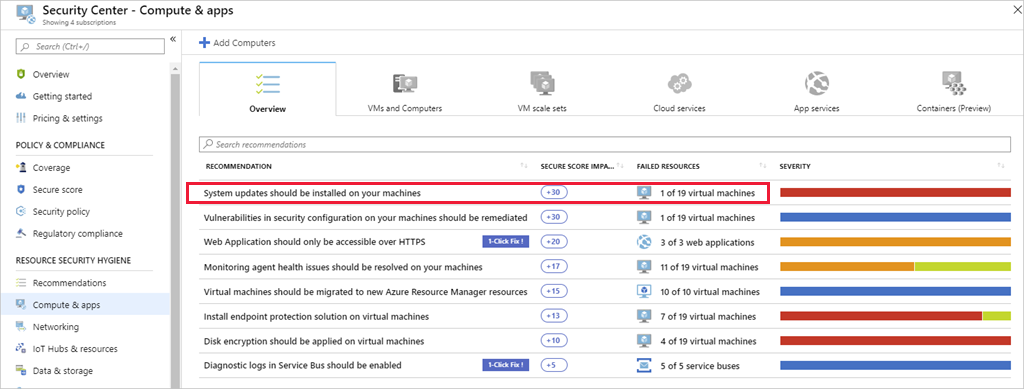 Security Center - Compute & apps
Showing 4 subscriptions
Search (Ctrl+/)
Overview
Getting started
Pricing & settings
POLICY & COMPLIANCE
Coverage
Secure score
Security policy
Regulatory compliance
RESOURCE SECURITY HYGIENE
Recommendations
Compute & apps
Networking
IoT Hubs & resources
Data & storage
Add Computers
Overview VMs and Computers VM scale sets Cloud services App services Containers (Preview)
Search recommendations
RECOMMENDATION SECURE SCORE IMPA... FAILED RESOURCES SEVERITY
System updates should be installed on your machines +30 1 of 19 virtual machines
Vulnerabilities in security configuration on your machines should be remediated +30 1 of 19 virtual machines
Web Application should only be accessible over HTTPS 1-Click Fix ! +20 3 of 3 web applications
Monitoring agent health issues should be resolved on your machines +17 11 of 19 virtual machines
Virtual machines should be migrated to new Azure Resource Manager resources +15 10 of 10 virtual machines
Install endpoint protection solution on virtual machines +13 7 of 19 virtual machines
Disk encryption should be applied on virtual machines +10 4 of 19 virtual machines
Diagnostic logs in Service Bus should be enabled 1-Click Fix ! +5 5 of 5 service buses